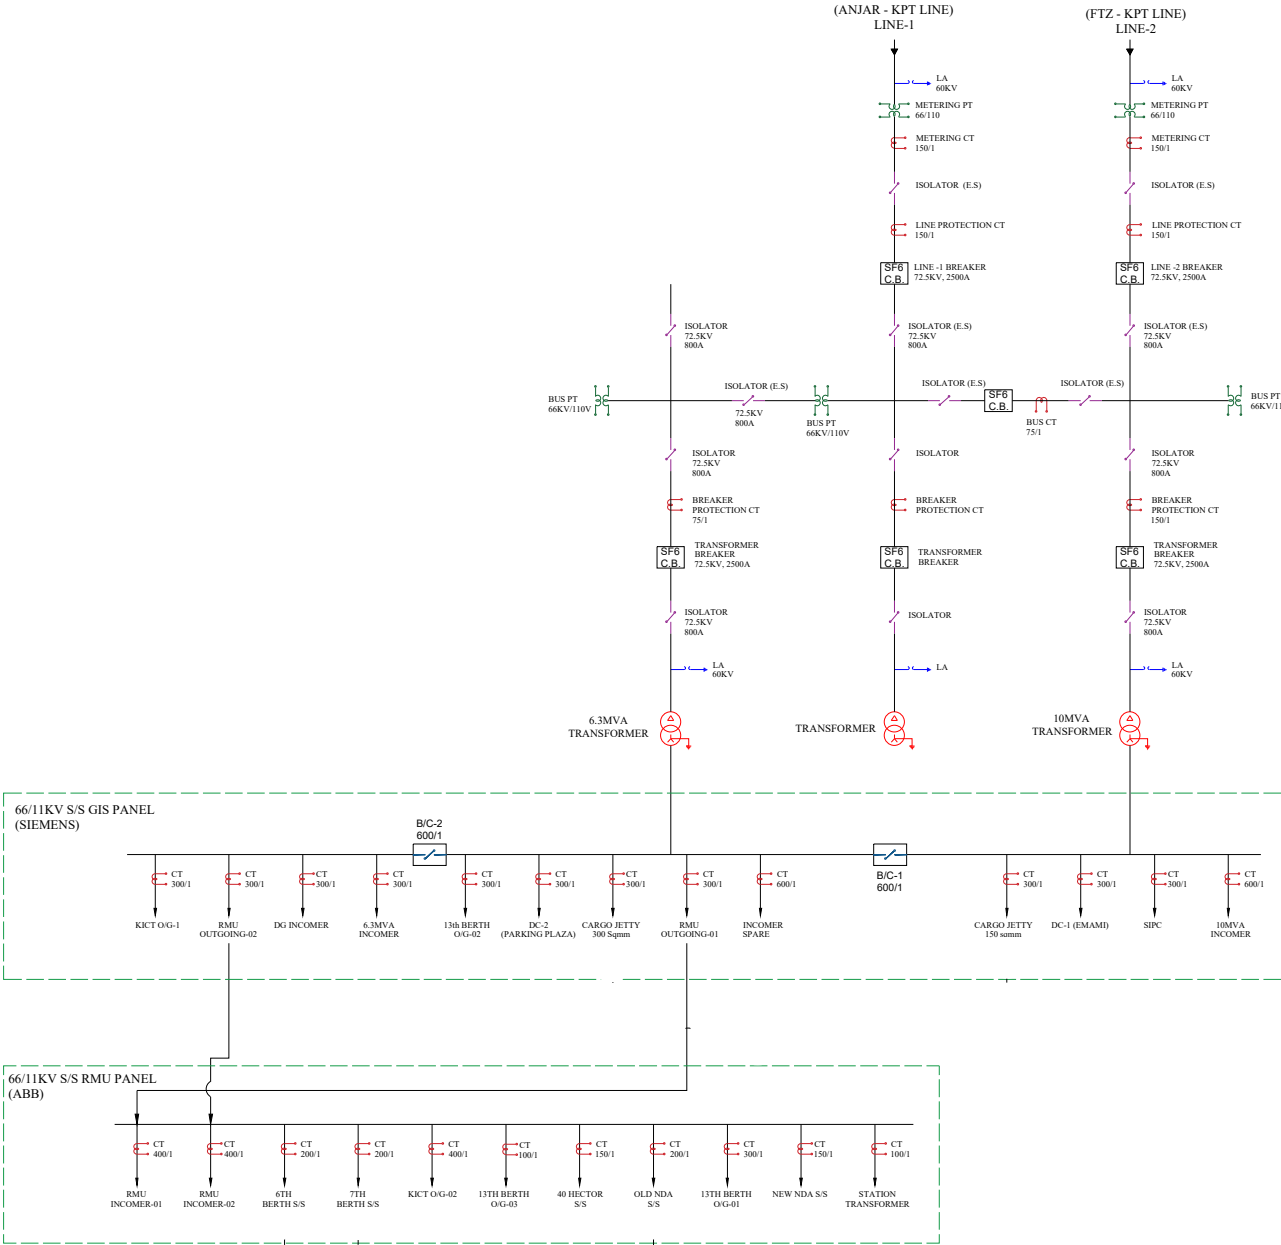 (ANJAR - KPT LINE)
LINE-1
(FTZ - KPT LINE)
LINE-2
LA
60KV
LA
60KV
METERING PT
66/110
METERING PT
66/110
METERING CT
150/1
METERING CT
150/1
ISOLATOR (E.S)
ISOLATOR (E.S)
LINE PROTECTION CT
150/1
LINE PROTECTION CT
150/1
SF6
C.B.
LINE -1 BREAKER
72.5KV, 2500A
SF6
C.B.
LINE -2 BREAKER
72.5KV, 2500A
ISOLATOR
72.5KV
800A
ISOLATOR (E.S)
72.5KV
800A
ISOLATOR (E.S)
72.5KV
800A
BUS PT
66KV/110V
ISOLATOR (E.S)
72.5KV
800A
BUS PT
66KV/110V
ISOLATOR (E.S)
SF6
C.B.
BUS CT
75/1
ISOLATOR (E.S)
BUS PT
66KV/11
ISOLATOR
72.5KV
800A
ISOLATOR
ISOLATOR
72.5KV
800A
BREAKER
PROTECTION CT
75/1
BREAKER
PROTECTION CT
BREAKER
PROTECTION CT
150/1
SF6
C.B.
TRANSFORMER
BREAKER
72.5KV, 2500A
SF6
C.B.
TRANSFORMER
BREAKER
SF6
C.B.
TRANSFORMER
BREAKER
72.5KV, 2500A
ISOLATOR
72.5KV
800A
ISOLATOR
ISOLATOR
72.5KV
800A
LA
60KV
LA
LA
60KV
6.3MVA
TRANSFORMER
TRANSFORMER
10MVA
TRANSFORMER
66/11KV S/S GIS PANEL
(SIEMENS)
B/C-2
600/1
B/C-1
600/1
CT
300/1
CT
300/1
CT
300/1
CT
300/1
CT
300/1
CT
300/1
CT
300/1
CT
300/1
CT
600/1
CT
300/1
CT
300/1
CT
300/1
CT
600/1
KICT O/G-1
RMU
OUTGOING-02
DG INCOMER
6.3MVA
INCOMER
13th BERTH
O/G-02
DC-2
(PARKING PLAZA)
CARGO JETTY
300 Sqmm
RMU
OUTGOING-01
INCOMER
SPARE
CARGO JETTY
150 sqmm
DC-1 (EMAMI)
SIPC
10MVA
INCOMER
66/11KV S/S RMU PANEL
(ABB)
CT
400/1
CT
400/1
CT
200/1
CT
200/1
CT
400/1
CT
100/1
CT
150/1
CT
200/1
CT
300/1
CT
150/1
CT
100/1
RMU
INCOMER-01
RMU
INCOMER-02
6TH
BERTH S/S
7TH
BERTH S/S
KICT O/G-02
13TH BERTH
O/G-03
40 HECTOR
S/S
OLD NDA
S/S
13TH BERTH
O/G-01
NEW NDA S/S
STATION
TRANSFORMER